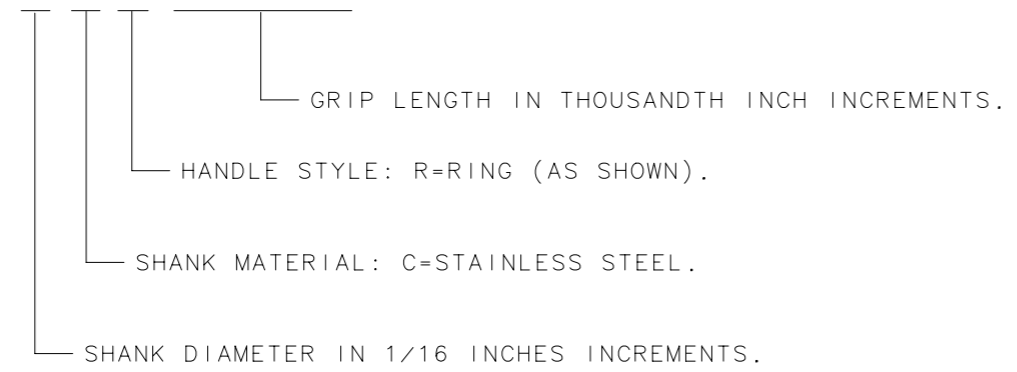 GRIP LENGTH IN THOUSANDTH INCH INCREMENTS.
HANDLE STYLE: R=RING (AS SHOWN).
SHANK MATERIAL: C=STAINLESS STEEL.
SHANK DIAMETER IN 1/16 INCHES INCREMENTS.